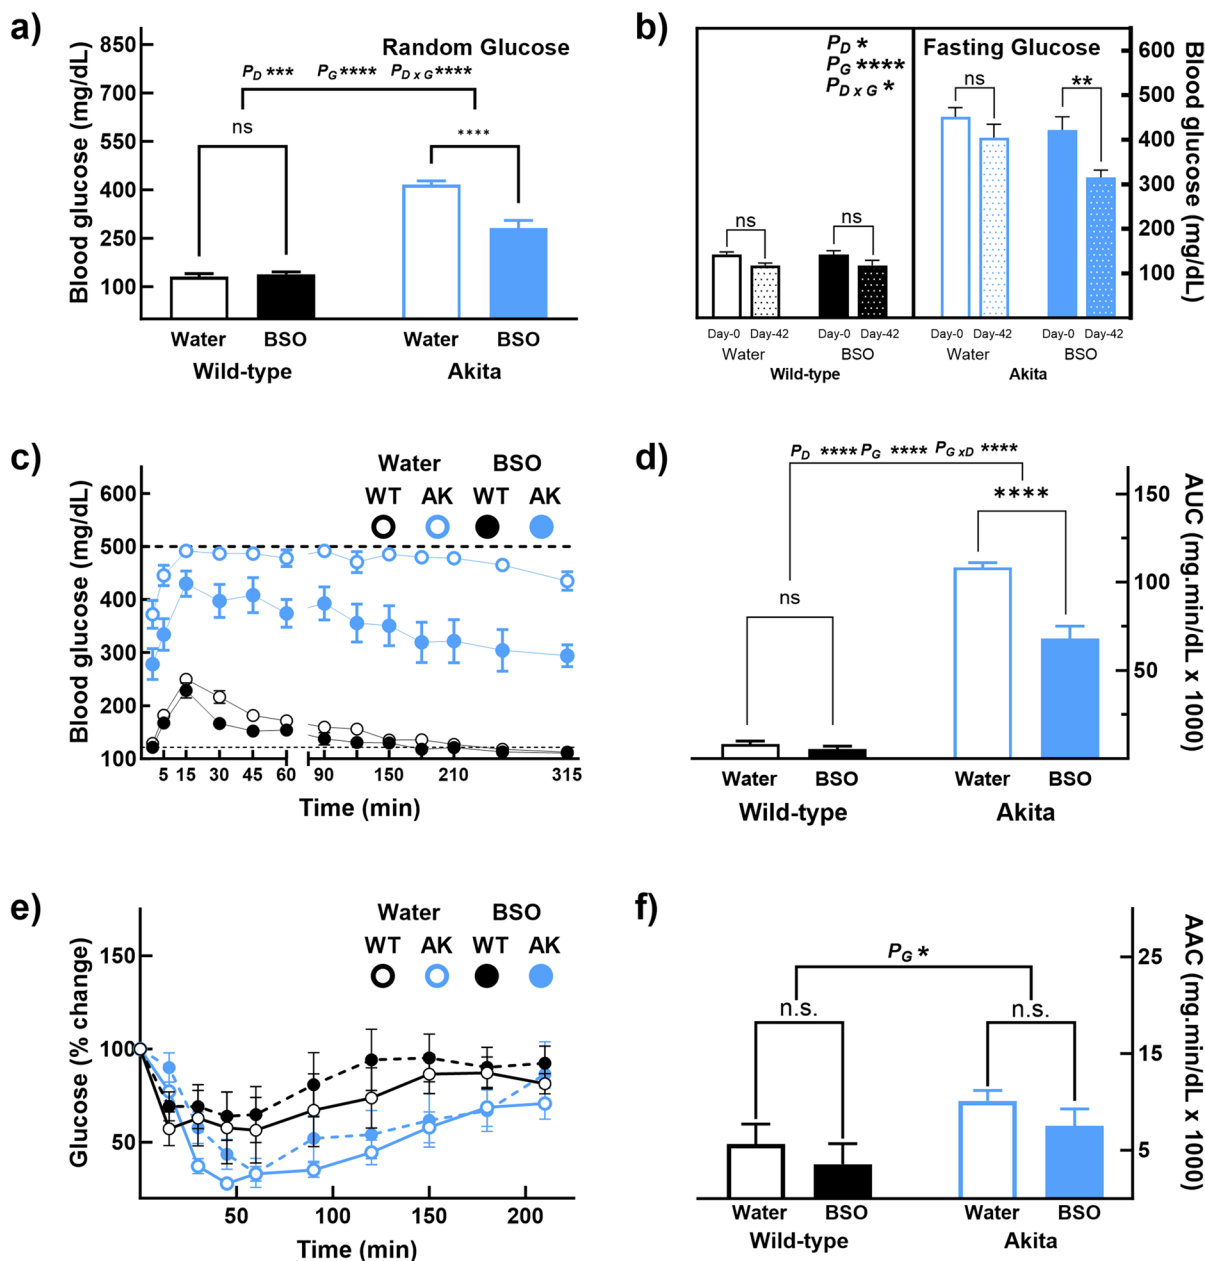 a)
Random Glucose
Blood glucose (mg/dL)
850
700
550
400
250
100
P_D *** P_G **** P_D x G ****
ns
****
Water BSO Water BSO
Wild-type Akita
b)
P_D *
P_G ****
P_D x G *
Fasting Glucose
Blood glucose (mg/dL)
600
500
400
300
200
100
ns ns ns **
Day-0 Day-42 Day-0 Day-42 Day-0 Day-42 Day-0 Day-42
Water BSO Water BSO
Wild-type Akita
c)
Water BSO
WT AK WT AK
Blood glucose (mg/dL)
600
500
400
300
200
100
5 15 30 45 60 90 150 210 315
Time (min)
d)
P_D **** P_G **** P_G xD ****
ns
****
AUC (mg.min/dL x 1000)
150
100
50
Water BSO Water BSO
Wild-type Akita
e)
Water BSO
WT AK WT AK
Glucose (% change)
150
100
50
50 100 150 200
Time (min)
f)
P_G *
n.s. n.s.
AAC (mg.min/dL x 1000)
25
15
5
Water BSO Water BSO
Wild-type Akita